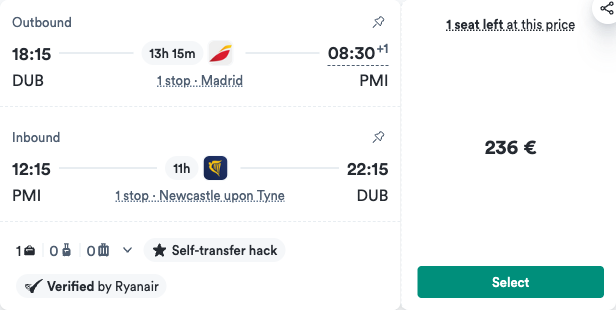 Outbound
1 seat left at this price
18:15 13h 15m 08:30+1
DUB 1 stop · Madrid PMI
236 €
Inbound
12:15 11h 22:15
PMI 1 stop · Newcastle upon Tyne DUB
1 0 0 Self-transfer hack
Verified by Ryanair
Select